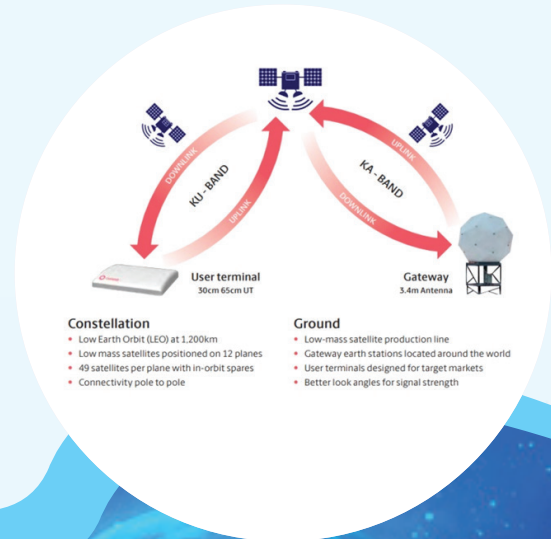 DOWNLINK
KU - BAND
UPLINK
UPLINK
KA - BAND
DOWNLINK
User terminal
30cm 65cm UT
Gateway
3.4m Antenna
Constellation
• Low Earth Orbit (LEO) at 1,200km
• Low mass satellites positioned on 12 planes
• 49 satellites per plane with in-orbit spares
• Connectivity pole to pole
Ground
• Low-mass satellite production line
• Gateway earth stations located around the world
• User terminals designed for target markets
• Better look angles for signal strength